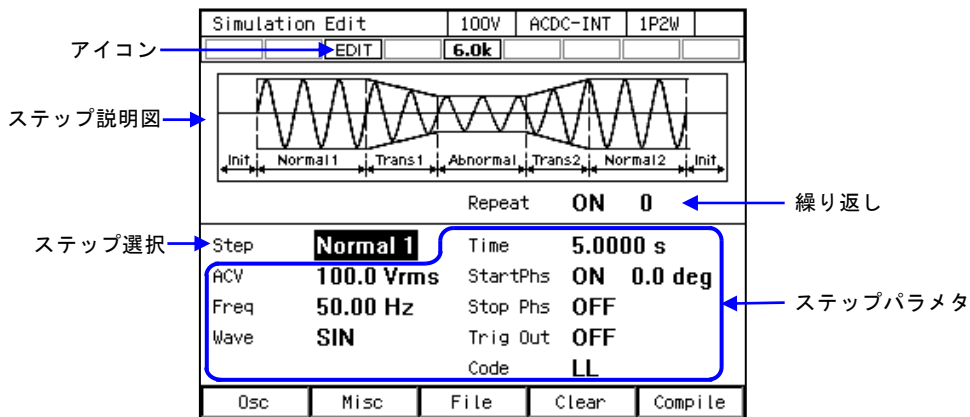 Simulation Edit 100V ACDC-INT 1P2W
アイコン EDIT 6.0k
ステップ説明図
Init Normal1 Trans1 Abnormal Trans2 Normal2 Init
Repeat ON 0 繰り返し
ステップ選択 Step Normal 1 Time 5.0000 s
ACV 100.0 Vrms StartPhs ON 0.0 deg
ステップパラメタ
Freq 50.00 Hz Stop Phs OFF
Wave SIN Trig Out OFF
Code LL
Osc Misc File Clear Compile